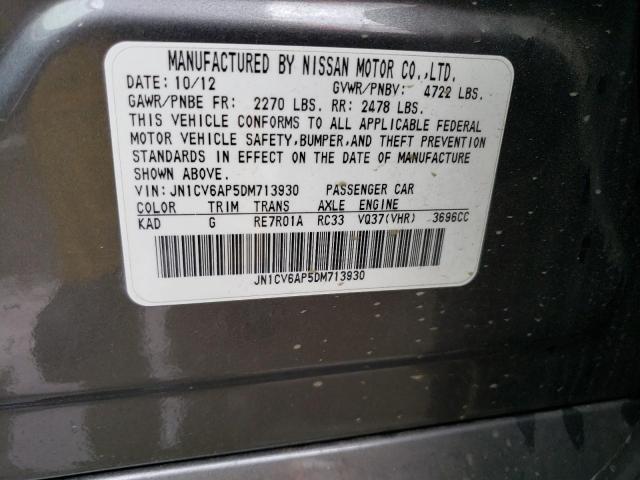 MANUFACTURED BY NISSAN MOTOR CO.,LTD.
DATE: 10/12 GVWR/PNBV: 4722 LBS.
GAWR/PNBE FR: 2270 LBS. RR: 2478 LBS.
THIS VEHICLE CONFORMS TO ALL APPLICABLE FEDERAL
MOTOR VEHICLE SAFETY,BUMPER,AND THEFT PREVENTION
STANDARDS IN EFFECT ON THE DATE OF MANUFACTURE
SHOWN ABOVE.
VIN: JN1CV6AP5DM713930 PASSENGER CAR
COLOR TRIM TRANS AXLE ENGINE
KAD G RE7R01A RC33 VQ37(VHR) 3696CC
JN1CV6AP5DM713930